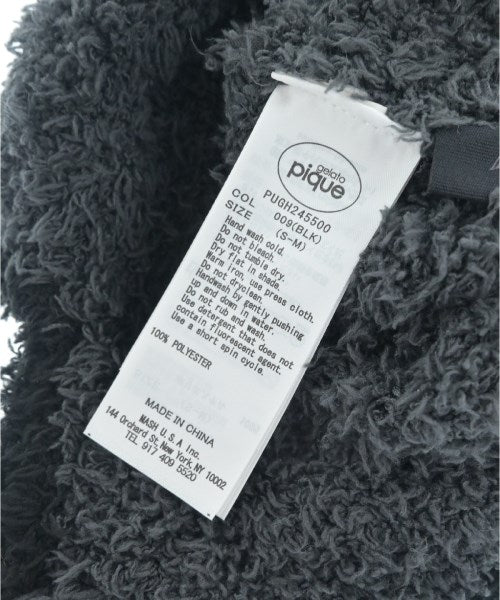 gelato
pique
PUGH245500
COL 009(BLK)
SIZE (S-M)
Hand wash cold.
Do not bleach.
Do not tumble dry.
Dry flat in shade.
Warm iron, use press cloth.
Do not dryclean.
Handwash by gently pushing
up and down in water.
Do not rub and wash.
Use detergent that does not
contain fluorescent agent.
Use a short spin cycle.
100% POLYESTER
MADE IN CHINA
MASH U.S.A Inc.
144 Orchard St, New York, NY 10002
TEL 917 409 5520